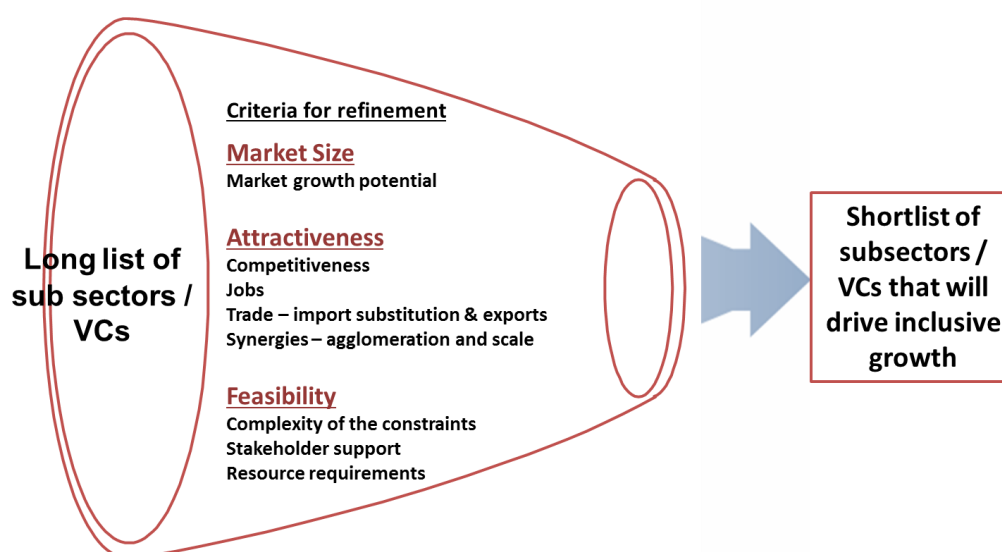 Long list of
sub sectors /
VCs
Criteria for refinement
Market Size
Market growth potential
Attractiveness
Competitiveness
Jobs
Trade – import substitution & exports
Synergies – agglomeration and scale
Feasibility
Complexity of the constraints
Stakeholder support
Resource requirements
Shortlist of
subsectors /
VCs that will
drive inclusive
growth